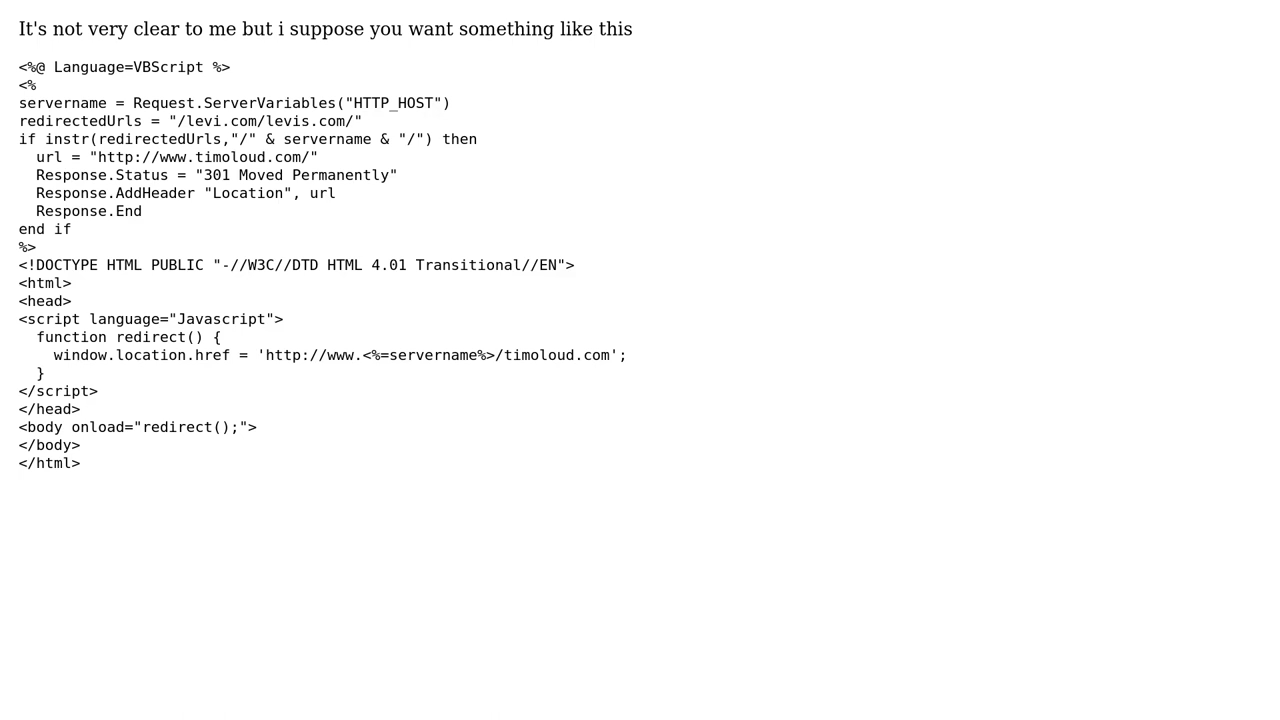 It's not very clear to me but i suppose you want something like this
<%@ Language=VBScript %>
<%
servername = Request.ServerVariables("HTTP_HOST")
redirectedUrls = "/levi.com/levis.com/"
if instr(redirectedUrls,"/" & servername & "/") then
  url = "http://www.timoloud.com/"
  Response.Status = "301 Moved Permanently"
  Response.AddHeader "Location", url
  Response.End
end if
%>
<!DOCTYPE HTML PUBLIC "-//W3C//DTD HTML 4.01 Transitional//EN">
<html>
<head>
<script language="Javascript">
  function redirect() {
    window.location.href = 'http://www.<%=servername%>/timoloud.com';
  }
</script>
</head>
<body onload="redirect();">
</body>
</html>